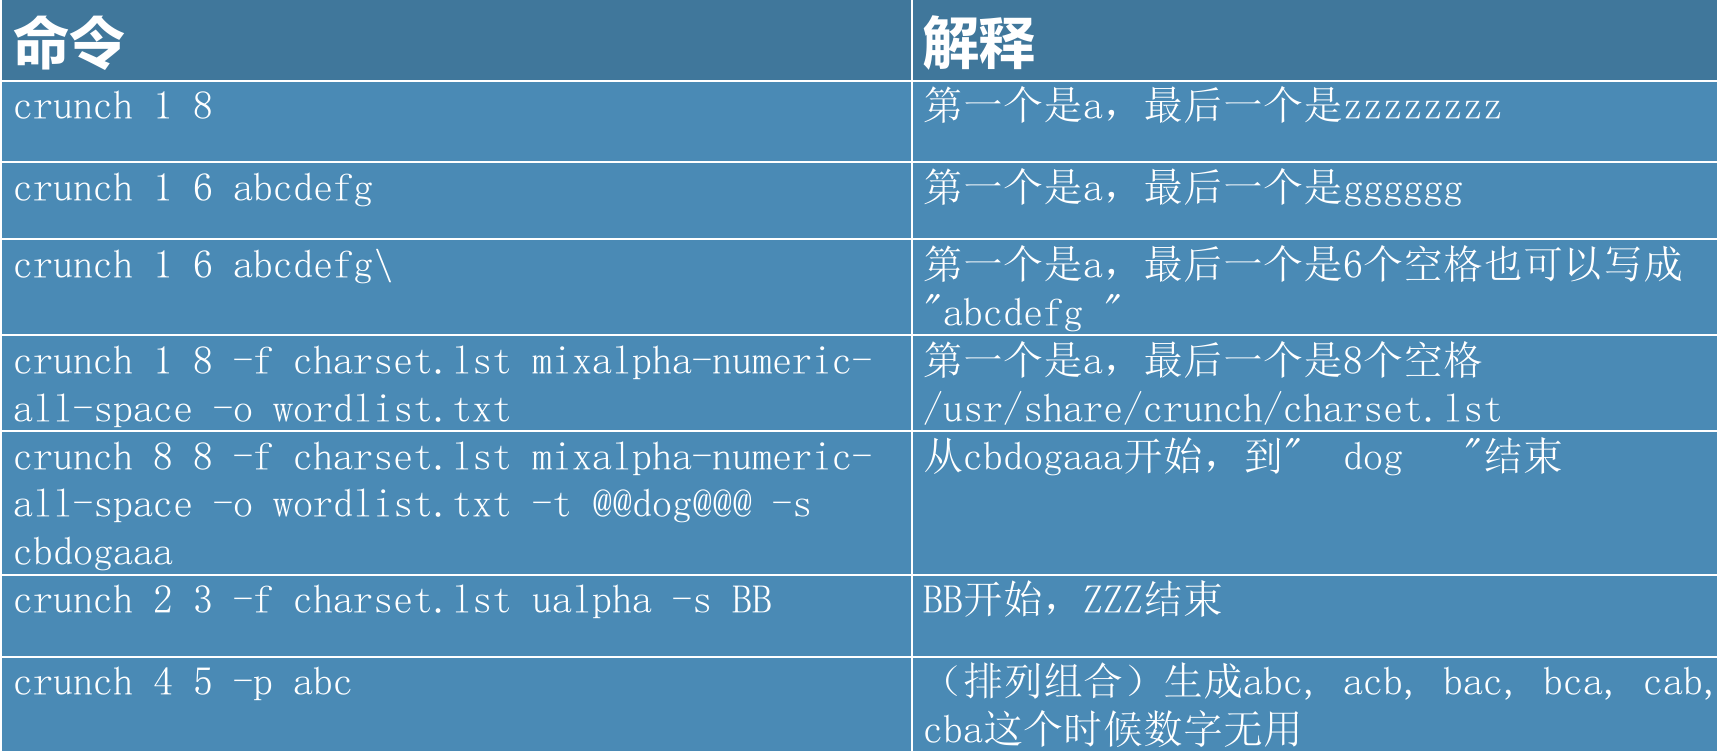 命令
解释
crunch 1 8
第一个是a，最后一个是zzzzzzzz
crunch 1 6 abcdefg
第一个是a，最后一个是gggggg
crunch 1 6 abcdefg\
第一个是a，最后一个是6个空格也可以写成
"abcdefg "
crunch 1 8 -f charset.lst mixalpha-numeric-
all-space -o wordlist.txt
第一个是a，最后一个是8个空格
/usr/share/crunch/charset.lst
crunch 8 8 -f charset.lst mixalpha-numeric-
all-space -o wordlist.txt -t @@dog@@@ -s
cbdogaaa
从cbdogaaa开始，到"  dog   "结束
crunch 2 3 -f charset.lst ualpha -s BB
BB开始，ZZZ结束
crunch 4 5 -p abc
（排列组合）生成abc, acb, bac, bca, cab,
cba这个时候数字无用